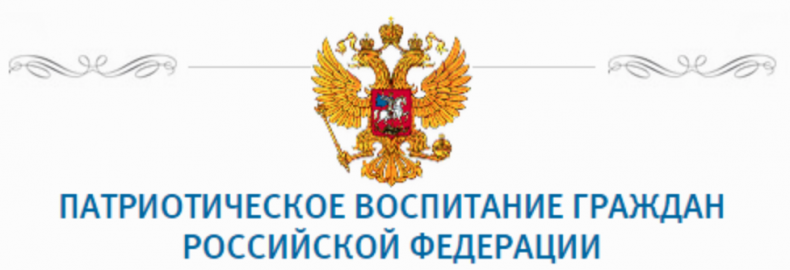 ПАТРИОТИЧЕСКОЕ ВОСПИТАНИЕ ГРАЖДАН
РОССИЙСКОЙ ФЕДЕРАЦИИ